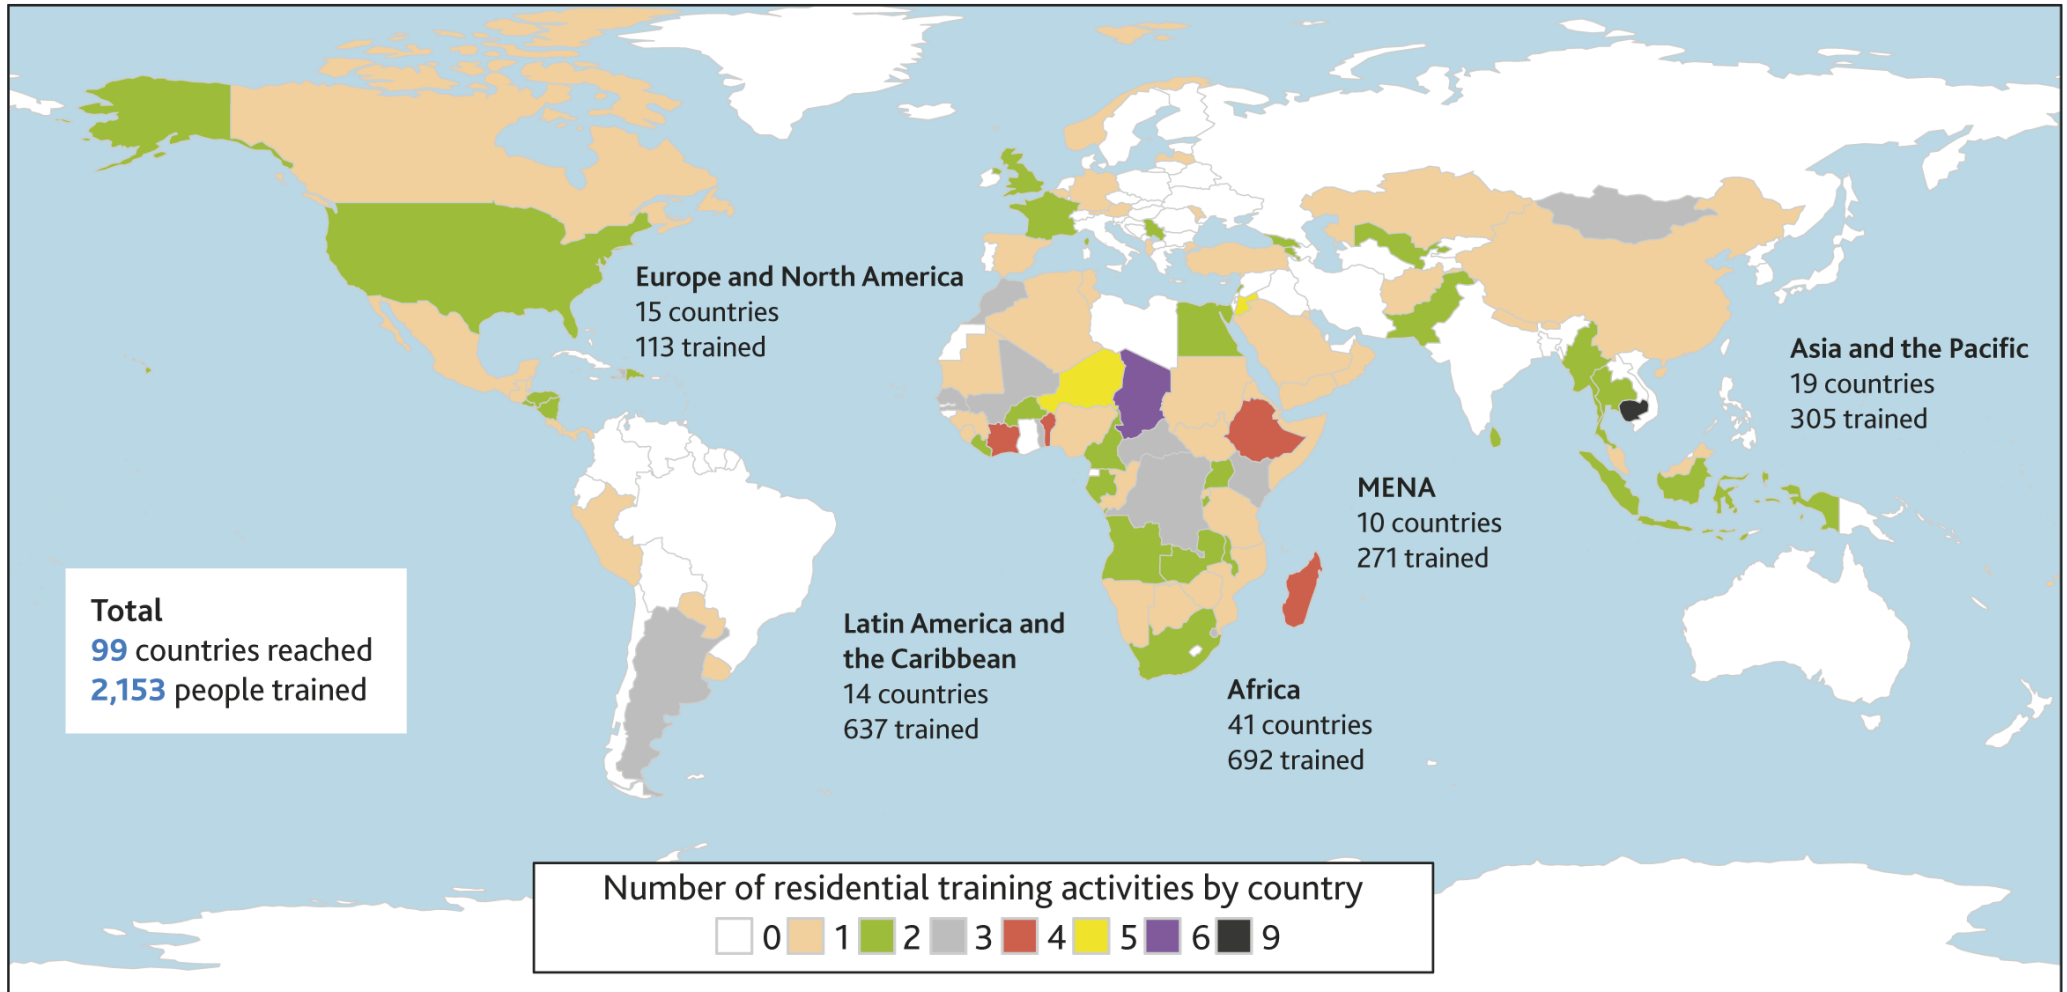 Europe and North America
15 countries
113 trained
Asia and the Pacific
19 countries
305 trained
MENA
10 countries
271 trained
Total
99 countries reached
2,153 people trained
Latin America and
the Caribbean
14 countries
637 trained
Africa
41 countries
692 trained
Number of residential training activities by country
0 1 2 3 4 5 6 9